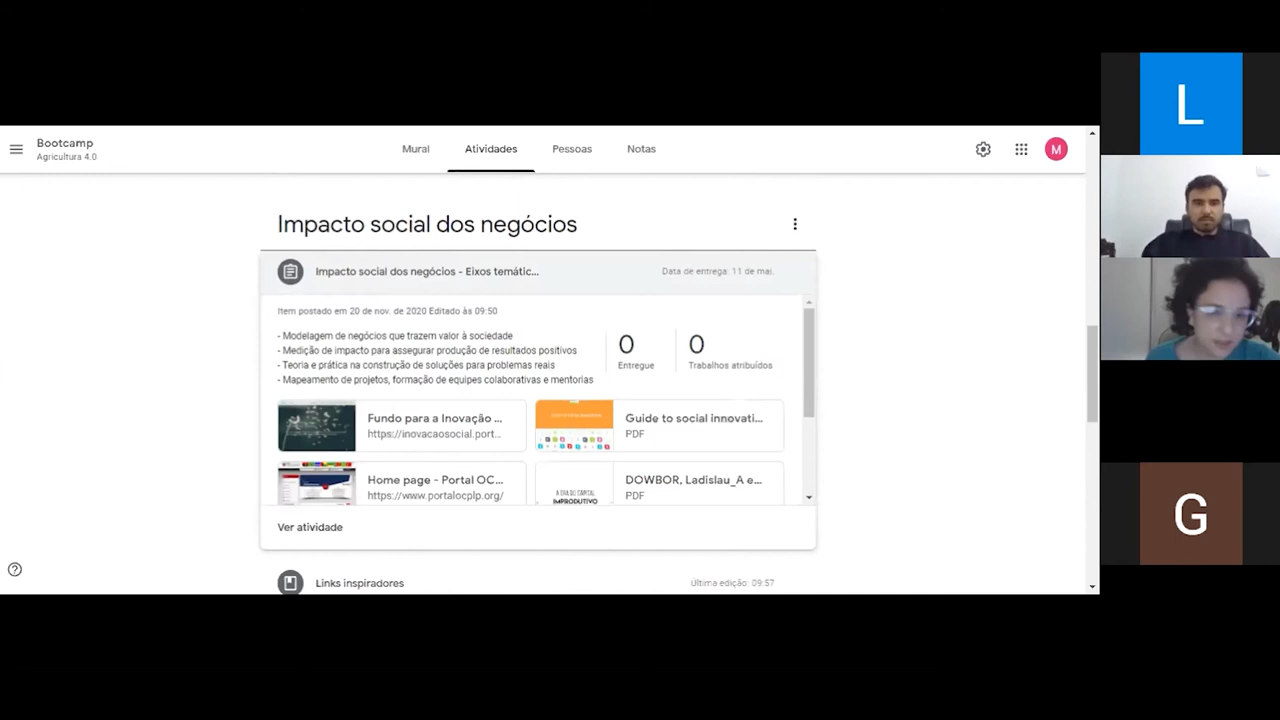 Bootcamp
Agricultura 4.0
Mural
Atividades
Pessoas
Notas
M
L
Impacto social dos negócios
Impacto social dos negócios - Eixos temátic...
Data de entrega: 11 de mai.
Item postado em 20 de nov. de 2020 Editado às 09:50
- Modelagem de negócios que trazem valor à sociedade
- Medição de impacto para assegurar produção de resultados positivos
- Teoria e prática na construção de soluções para problemas reais
- Mapeamento de projetos, formação de equipes colaborativas e mentorias
0
Entregue
0
Trabalhos atribuídos
Fundo para a Inovação ...
https://inovacaosocial.port...
Guide to social innovati...
PDF
Home page - Portal OC...
https://www.portalocplp.org/
A ERA DO CAPITAL
IMPRODUTIVO
DOWBOR, Ladislau_A e...
PDF
Ver atividade
Links inspiradores
Última edição: 09:57
G